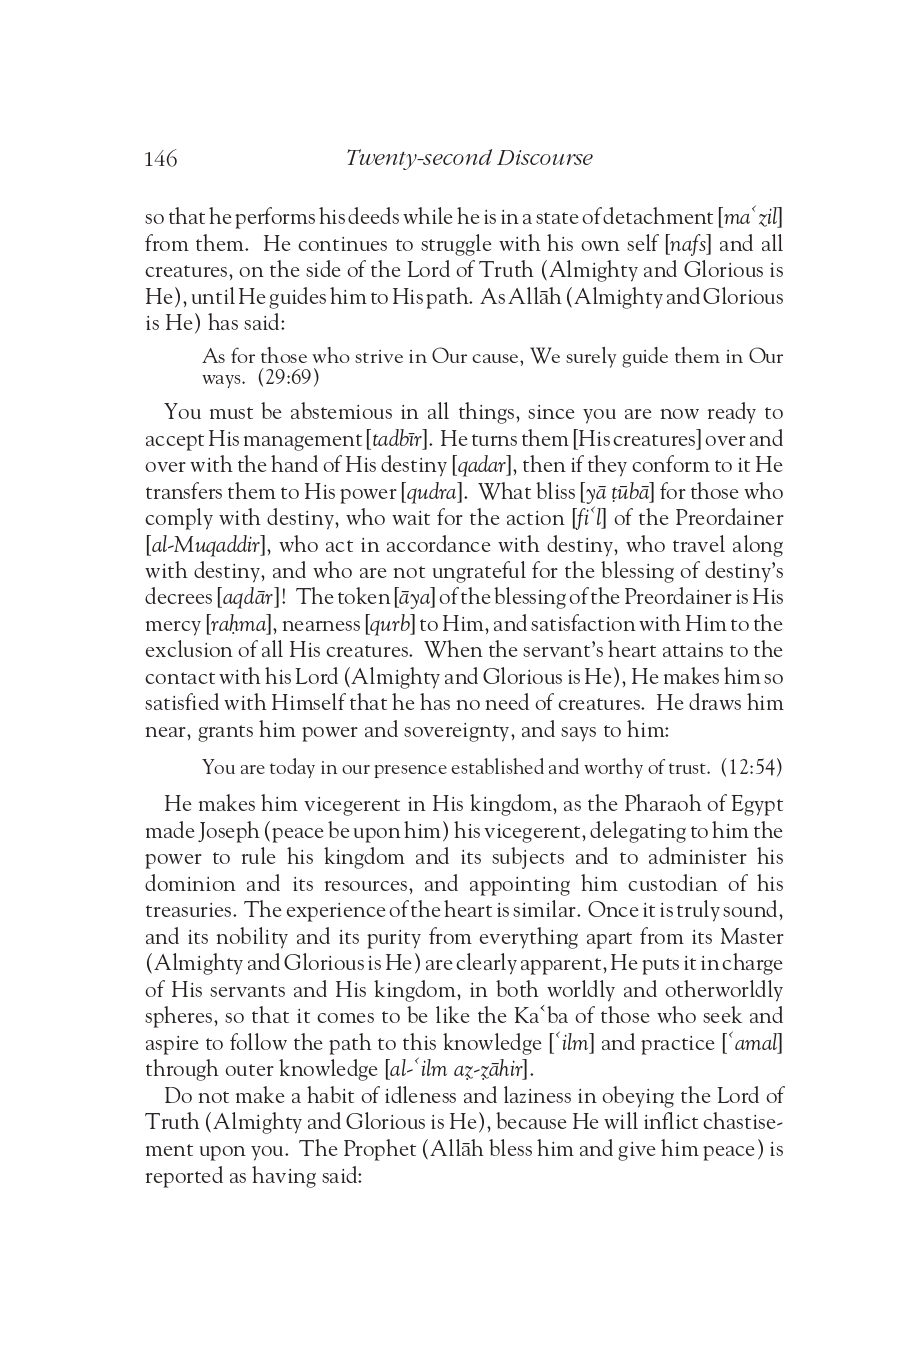 146
Twenty-second Discourse
so that he performs his deeds while he is in a state of detachment [maʿzil]
from them. He continues to struggle with his own self [nafs] and all
creatures, on the side of the Lord of Truth (Almighty and Glorious is
He), until He guides him to His path. As Allāh (Almighty and Glorious
is He) has said:
As for those who strive in Our cause, We surely guide them in Our
ways. (29:69)
You must be abstemious in all things, since you are now ready to
accept His management [tadbīr]. He turns them [His creatures] over and
over with the hand of His destiny [qadar], then if they conform to it He
transfers them to His power [qudra]. What bliss [yā ṭūbā] for those who
comply with destiny, who wait for the action [fiʿl] of the Preordainer
[al-Muqaddir], who act in accordance with destiny, who travel along
with destiny, and who are not ungrateful for the blessing of destiny’s
decrees [aqdār]! The token [āya] of the blessing of the Preordainer is His
mercy [raḥma], nearness [qurb] to Him, and satisfaction with Him to the
exclusion of all His creatures. When the servant’s heart attains to the
contact with his Lord (Almighty and Glorious is He), He makes him so
satisfied with Himself that he has no need of creatures. He draws him
near, grants him power and sovereignty, and says to him:
You are today in our presence established and worthy of trust. (12:54)
He makes him vicegerent in His kingdom, as the Pharaoh of Egypt
made Joseph (peace be upon him) his vicegerent, delegating to him the
power to rule his kingdom and its subjects and to administer his
dominion and its resources, and appointing him custodian of his
treasuries. The experience of the heart is similar. Once it is truly sound,
and its nobility and its purity from everything apart from its Master
(Almighty and Glorious is He) are clearly apparent, He puts it in charge
of His servants and His kingdom, in both worldly and otherworldly
spheres, so that it comes to be like the Kaʿba of those who seek and
aspire to follow the path to this knowledge [ʿilm] and practice [ʿamal]
through outer knowledge [al-ʿilm aẓ-ẓāhir].
Do not make a habit of idleness and laziness in obeying the Lord of
Truth (Almighty and Glorious is He), because He will inflict chastise-
ment upon you. The Prophet (Allāh bless him and give him peace) is
reported as having said: